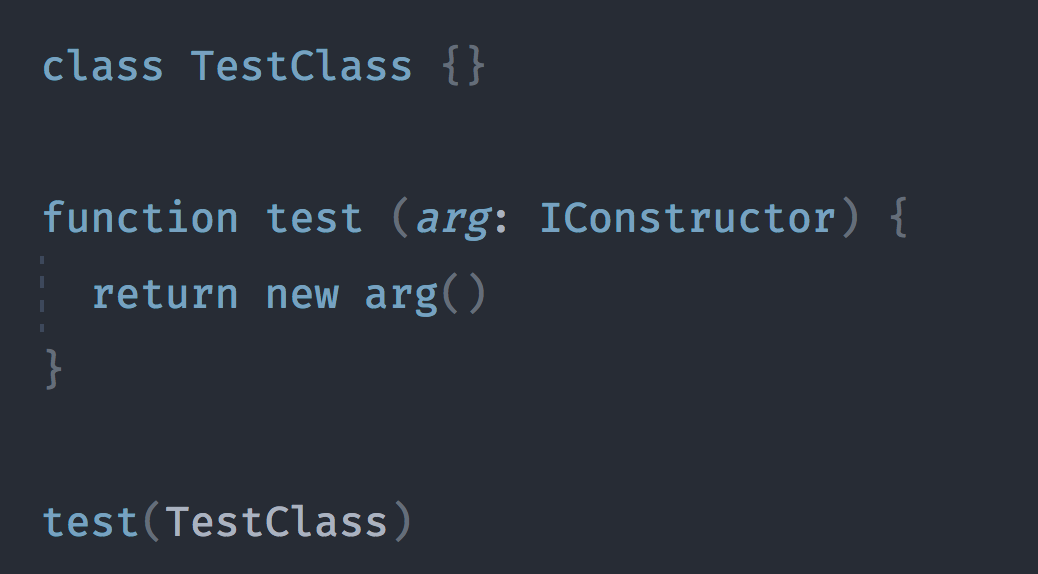 class TestClass {}
function test (arg: IConstructor) {
return new arg()
}
test(TestClass)